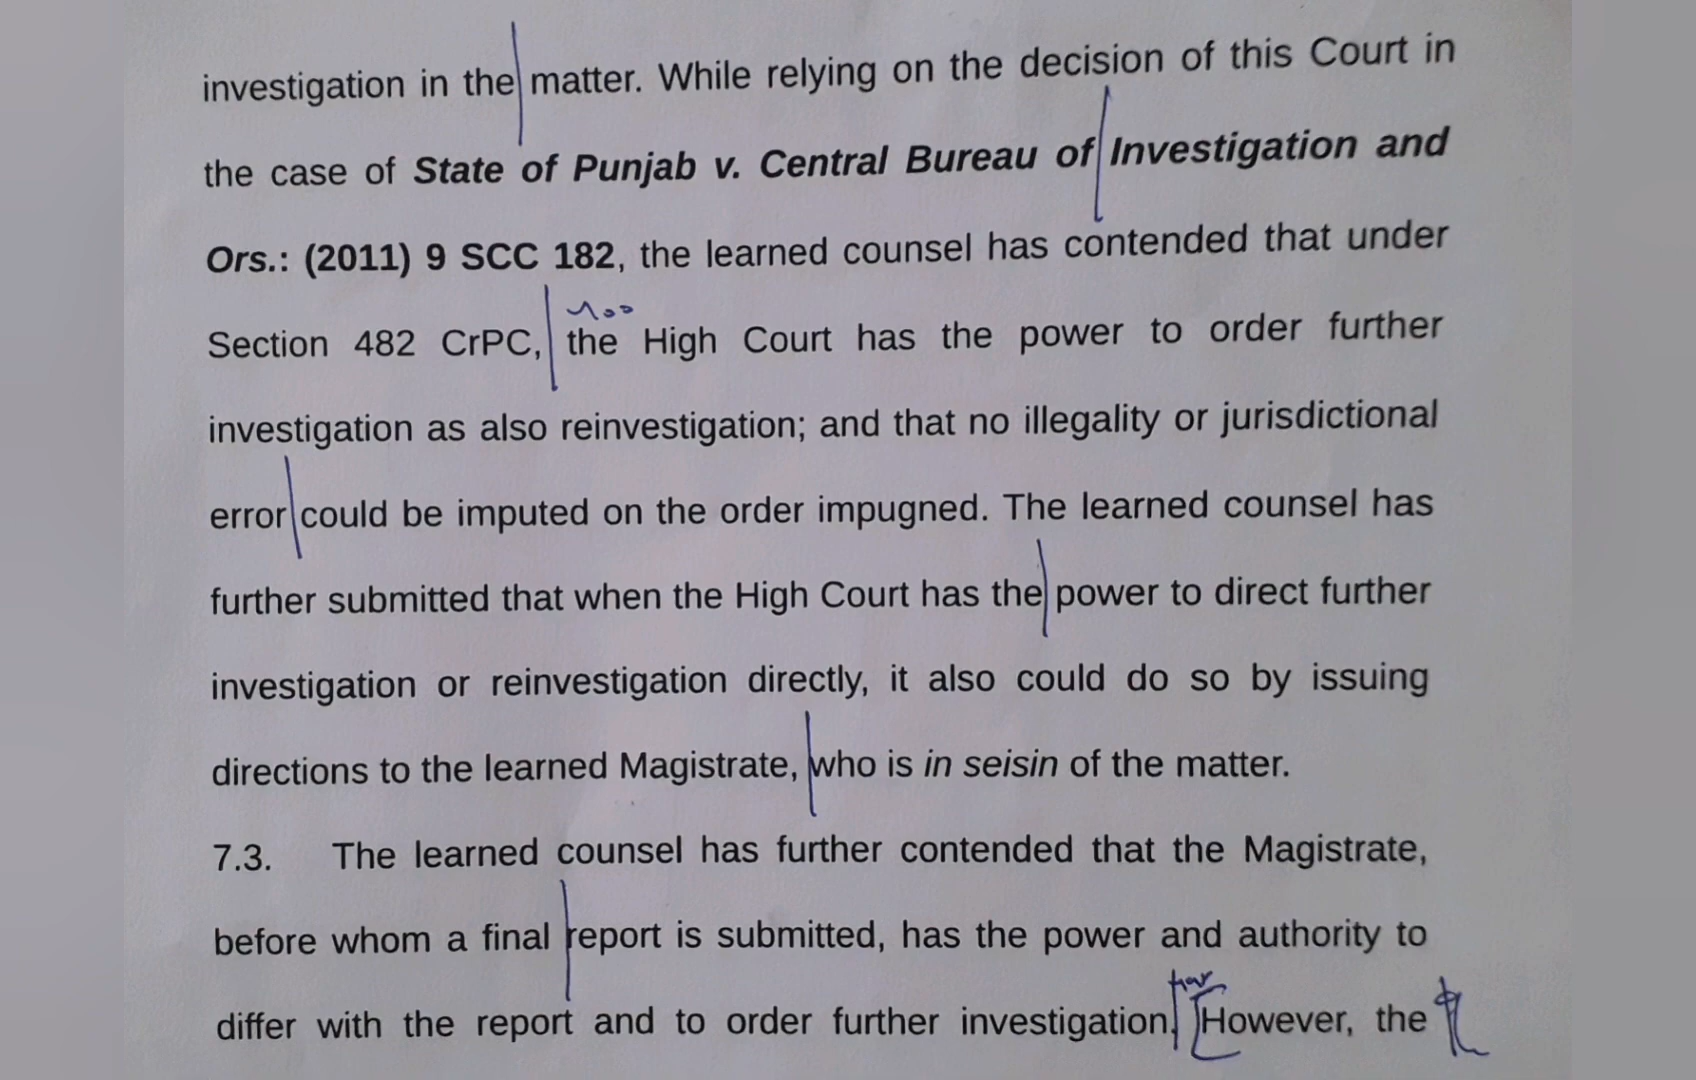 investigation in the matter. While relying on the decision of this Court in
the case of State of Punjab v. Central Bureau of Investigation and
Ors.: (2011) 9 SCC 182, the learned counsel has contended that under
Section 482 CrPC, the High Court has the power to order further
investigation as also reinvestigation; and that no illegality or jurisdictional
error could be imputed on the order impugned. The learned counsel has
further submitted that when the High Court has the power to direct further
investigation or reinvestigation directly, it also could do so by issuing
directions to the learned Magistrate, who is in seisin of the matter.
7.3. The learned counsel has further contended that the Magistrate,
before whom a final report is submitted, has the power and authority to
differ with the report and to order further investigation. However, the